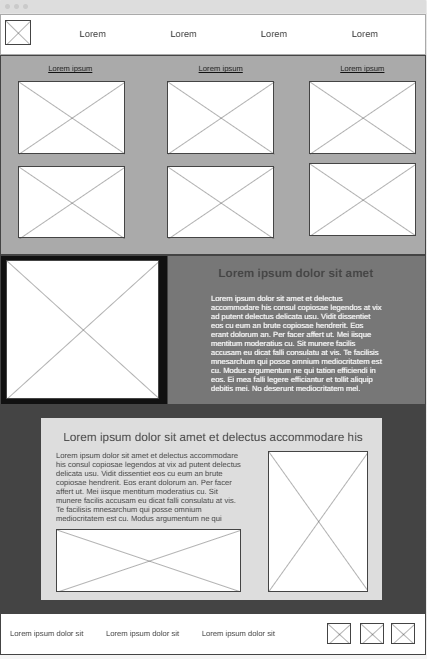 Lorem Lorem Lorem Lorem
Lorem ipsum Lorem ipsum Lorem ipsum
Lorem ipsum dolor sit amet
Lorem ipsum dolor sit amet et delectus
accommodare his consul copiosae legendos at vix
ad putent delectus delicata usu. Vidit dissentiet
eos cu eum an brute copiosae hendrerit. Eos
erant dolorum an. Per facer affert ut. Mei iisque
mentitum moderatius cu. Sit munere facilis
accusam eu dicat falli consulatu at vis. Te facilisis
mnesarchum qui posse omnium mediocritatem est
cu. Modus argumentum ne qui tation efficiendi in
eos. Ei mea falli legere efficiantur et tollit aliquip
debitis mei. No deserunt mediocritatem mel.
Lorem ipsum dolor sit amet et delectus accommodare his
Lorem ipsum dolor sit amet et delectus accommodare
his consul copiosae legendos at vix ad putent delectus
delicata usu. Vidit dissentiet eos cu eum an brute
copiosae hendrerit. Eos erant dolorum an. Per facer
affert ut. Mei iisque mentitum moderatius cu. Sit
munere facilis accusam eu dicat falli consulatu at vis.
Te facilisis mnesarchum qui posse omnium
mediocritatem est cu. Modus argumentum ne qui
Lorem ipsum dolor sit Lorem ipsum dolor sit Lorem ipsum dolor sit